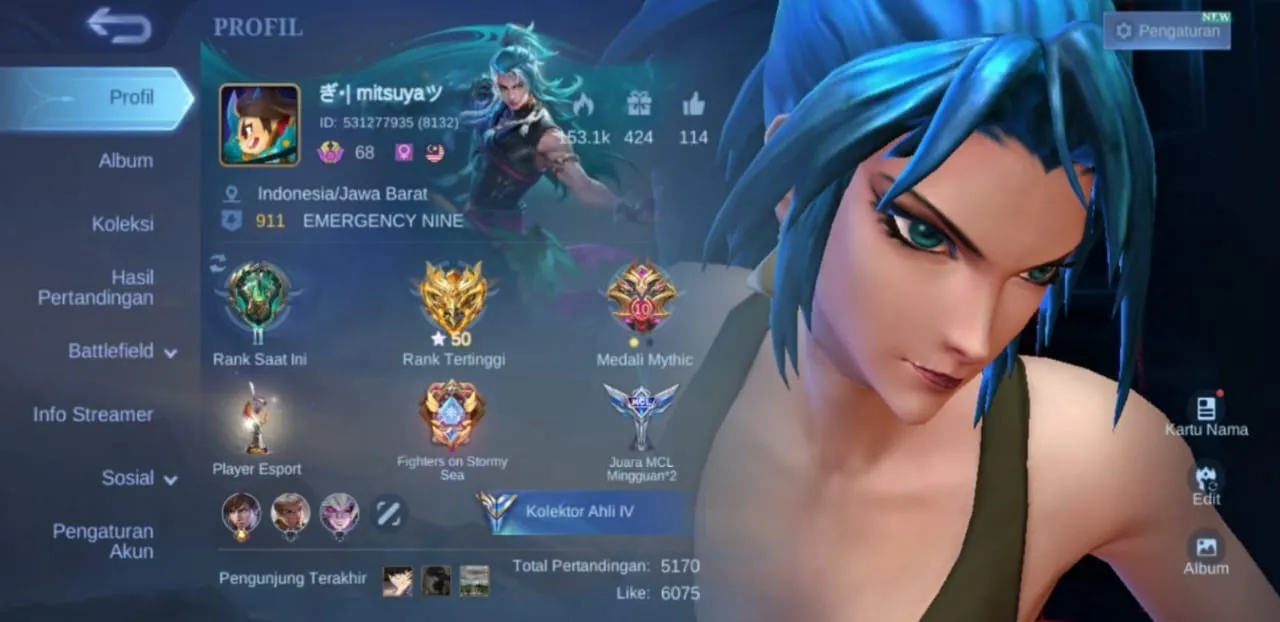 PROFIL
NEW
Pengaturan
Profil
Album
Koleksi
Hasil
Pertandingan
Battlefield
Info Streamer
Sosial
Pengaturan
Akun
ぎ・| mitsuyaツ
ID: 531277935 (8132)
68
153.1k 424 114
Indonesia/Jawa Barat
911 EMERGENCY NINE
II
50
10
Rank Saat Ini
Rank Tertinggi
Medali Mythic
MCL
Player Esport
Fighters on Stormy
Sea
Juara MCL
Mingguan*2
Kolektor Ahli IV
Pengunjung Terakhir
Total Pertandingan: 5170
Like: 6075
Kartu Nama
Edit
Album